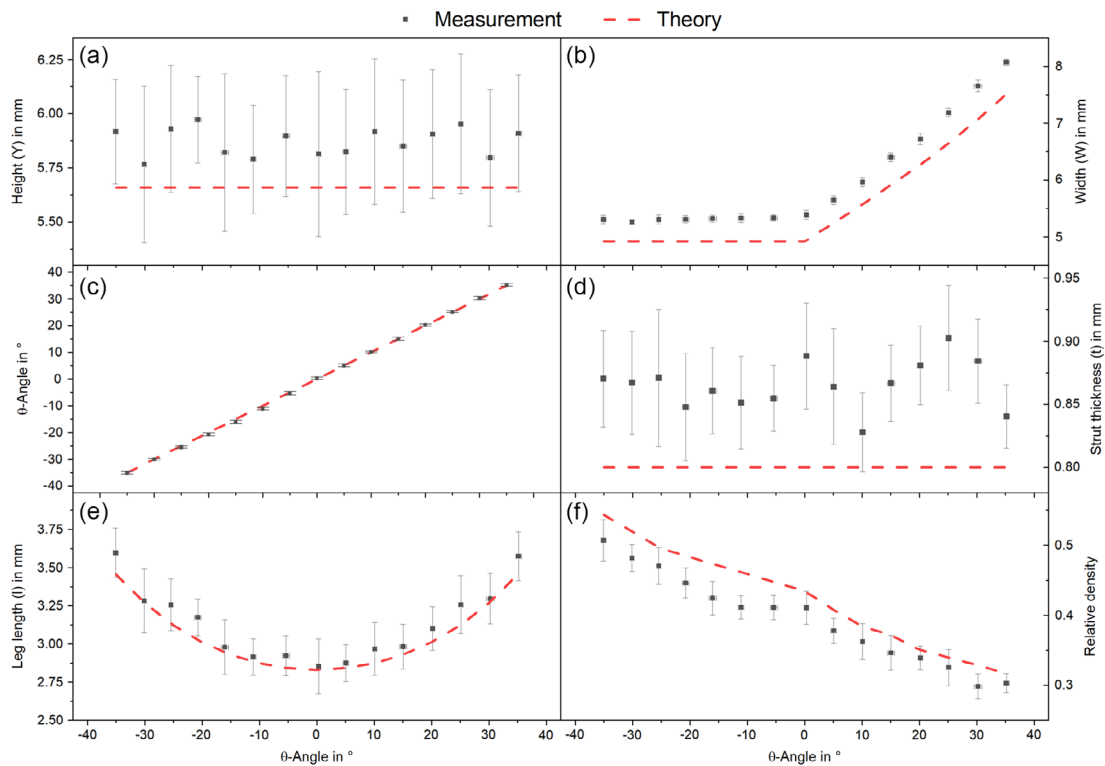 Measurement Theory
(a)
Height (Y) in mm
6.25
6.00
5.75
5.50
(b)
Width (W) in mm
8
7
6
5
(c)
θ-Angle in °
40
30
20
10
0
-10
-20
-30
-40
(d)
Strut thickness (t) in mm
0.95
0.90
0.85
0.80
(e)
Leg length (l) in mm
3.75
3.50
3.25
3.00
2.75
2.50
-40 -30 -20 -10 0 10 20 30 40
θ-Angle in °
(f)
Relative density
0.5
0.4
0.3
-40 -30 -20 -10 0 10 20 30 40
θ-Angle in °